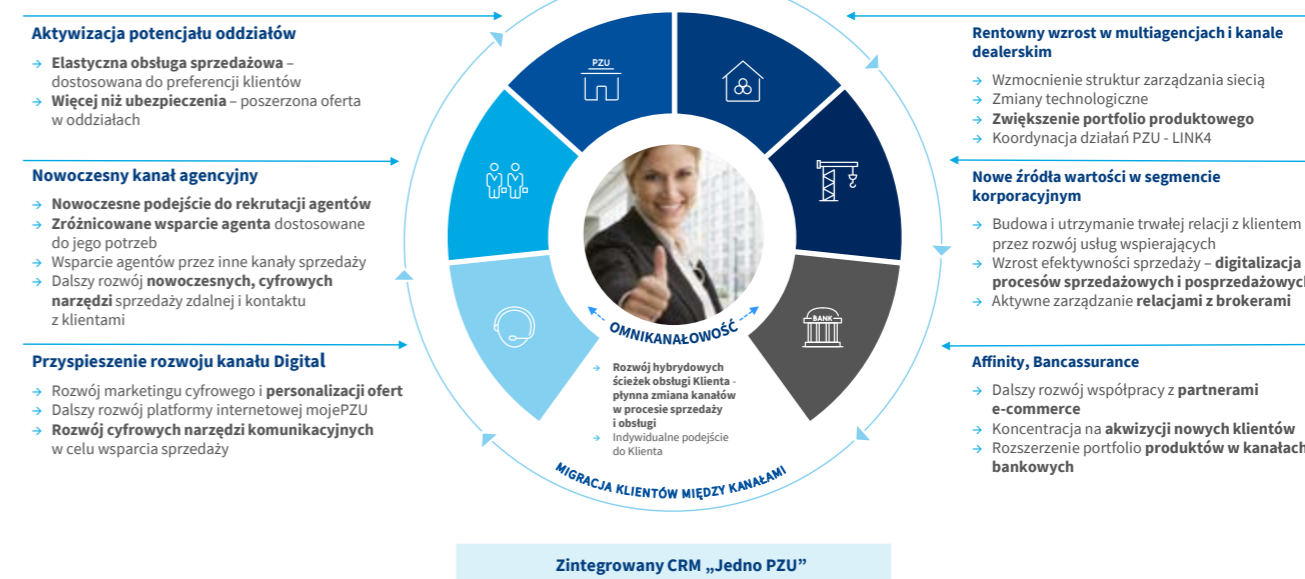 Aktywizacja potencjału oddziałów
→ Elastyczna obsługa sprzedażowa –
dostosowana do preferencji klientów
→ Więcej niż ubezpieczenia – poszerzona oferta
w oddziałach
Nowoczesny kanał agencyjny
→ Nowoczesne podejście do rekrutacji agentów
→ Zróżnicowane wsparcie agenta dostosowane
do jego potrzeb
→ Wsparcie agentów przez inne kanały sprzedaży
→ Dalszy rozwój nowoczesnych, cyfrowych
narzędzi sprzedaży zdalnej i kontaktu
z klientami
Przyspieszenie rozwoju kanału Digital
→ Rozwój marketingu cyfrowego i personalizacji ofert
→ Dalszy rozwój platformy internetowej mojePZU
→ Rozwój cyfrowych narzędzi komunikacyjnych
w celu wsparcia sprzedaży
PZU
BANK
OMNIKANAŁOWOŚĆ
→ Rozwój hybrydowych
ścieżek obsługi Klienta -
płynna zmiana kanałów
w procesie sprzedaży
i obsługi
→ Indywidualne podejście
do Klienta
MIGRACJA KLIENTÓW MIĘDZY KANAŁAMI
Rentowny wzrost w multiagencjach i kanale
dealerskim
→ Wzmocnienie struktur zarządzania siecią
→ Zmiany technologiczne
→ Zwiększenie portfolio produktowego
→ Koordynacja działań PZU - LINK4
Nowe źródła wartości w segmencie
korporacyjnym
→ Budowa i utrzymanie trwałej relacji z klientem
przez rozwój usług wspierających
→ Wzrost efektywności sprzedaży – digitalizacja
procesów sprzedażowych i posprzedażowyc
→ Aktywne zarządzanie relacjami z brokerami
Affinity, Bancassurance
→ Dalszy rozwój współpracy z partnerami
e-commerce
→ Koncentracja na akwizycji nowych klientów
→ Rozszerzenie portfolio produktów w kanałach
bankowych
Zintegrowany CRM „Jedno PZU”